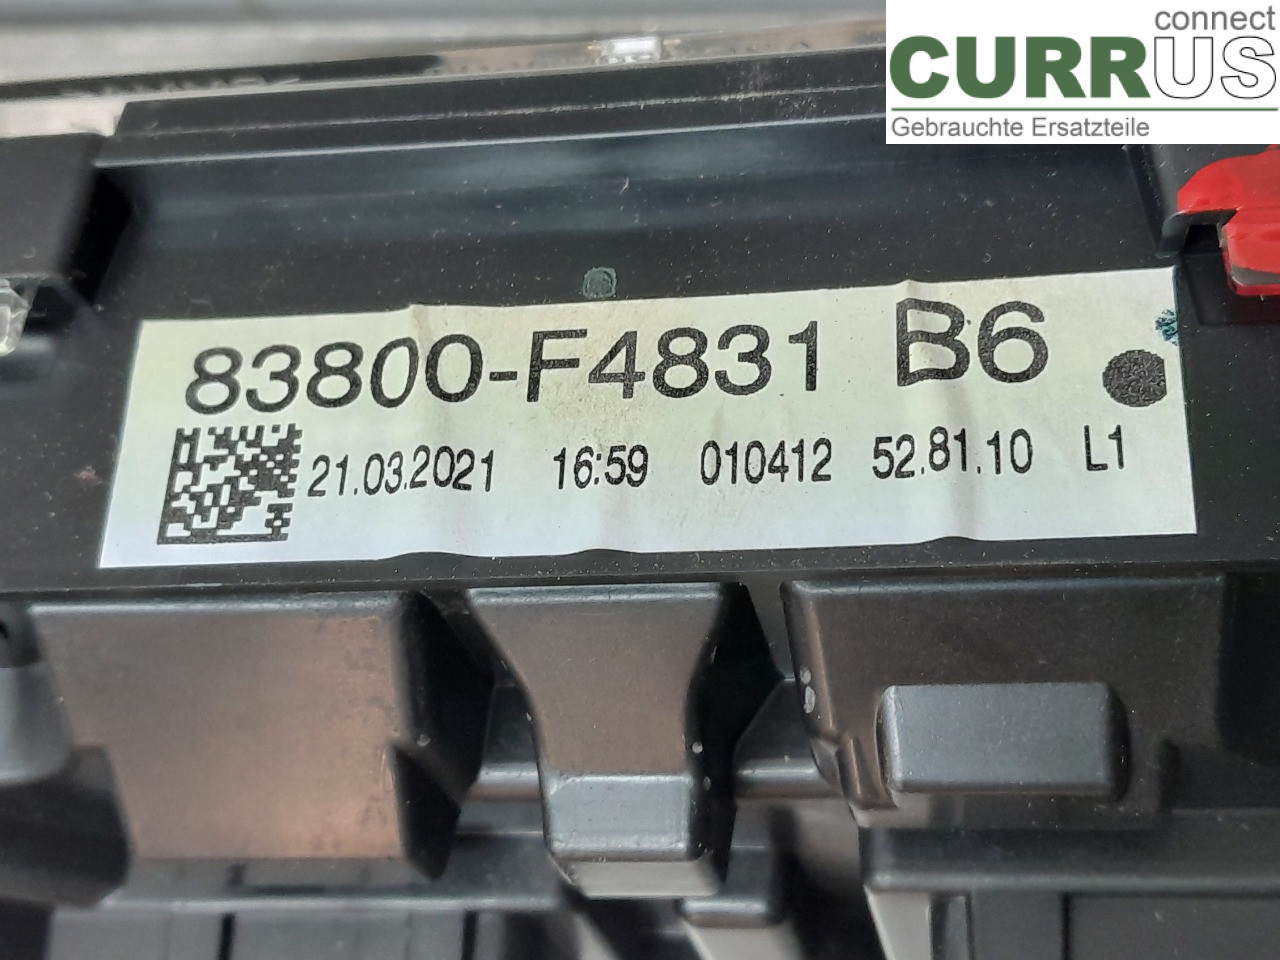 connect
CURRUS
Gebrauchte Ersatzteile
83800-F4831 B6
21.03.2021 16:59 010412 52.81.10 L1